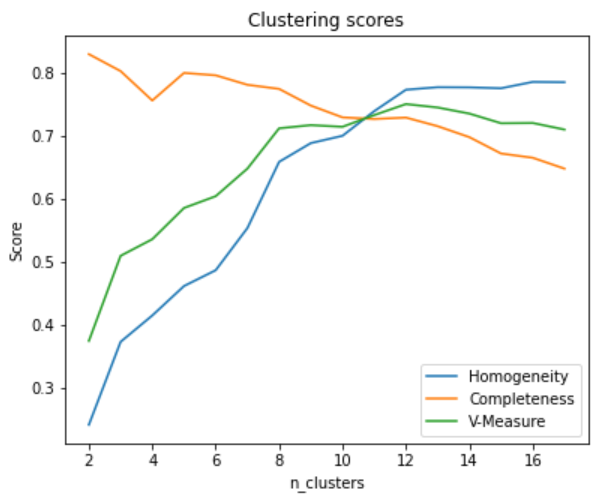 Clustering scores
0.8
0.7
0.6
0.5
0.4
0.3
Score
Homogeneity
Completeness
V-Measure
2 4 6 8 10 12 14 16
n_clusters